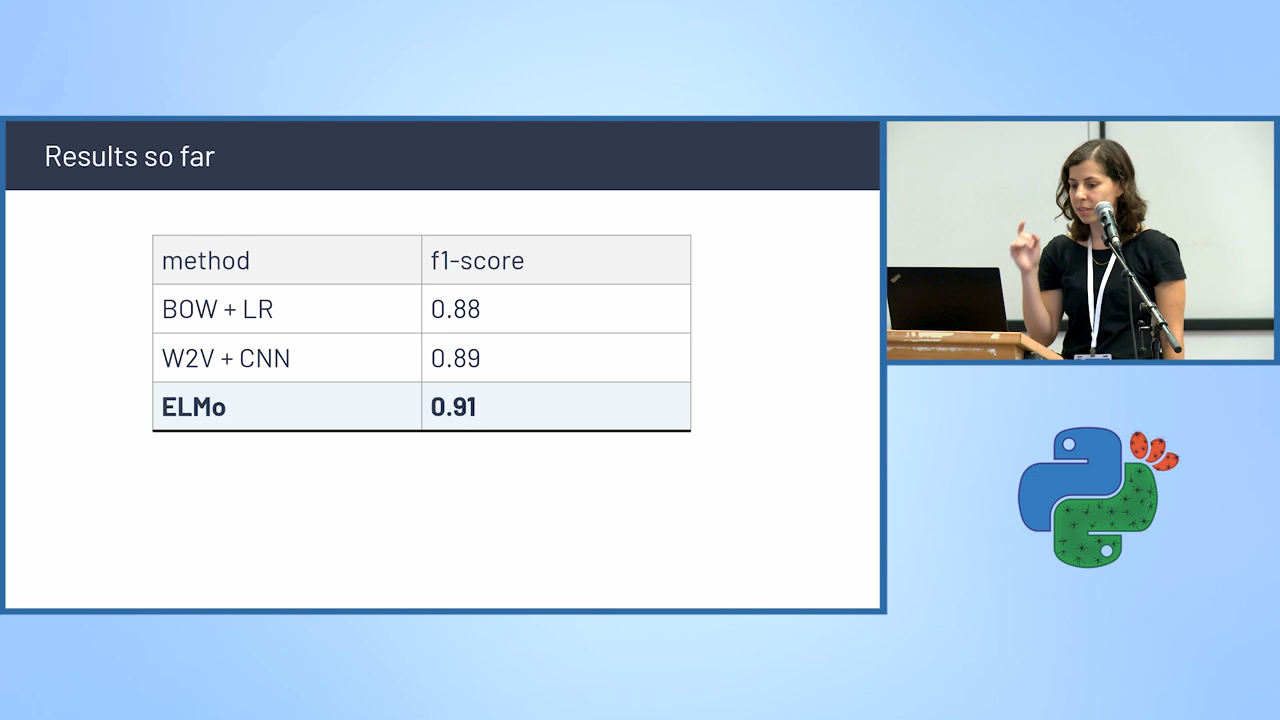 Results so far
method f1-score
BOW + LR 0.88
W2V + CNN 0.89
ELMo 0.91